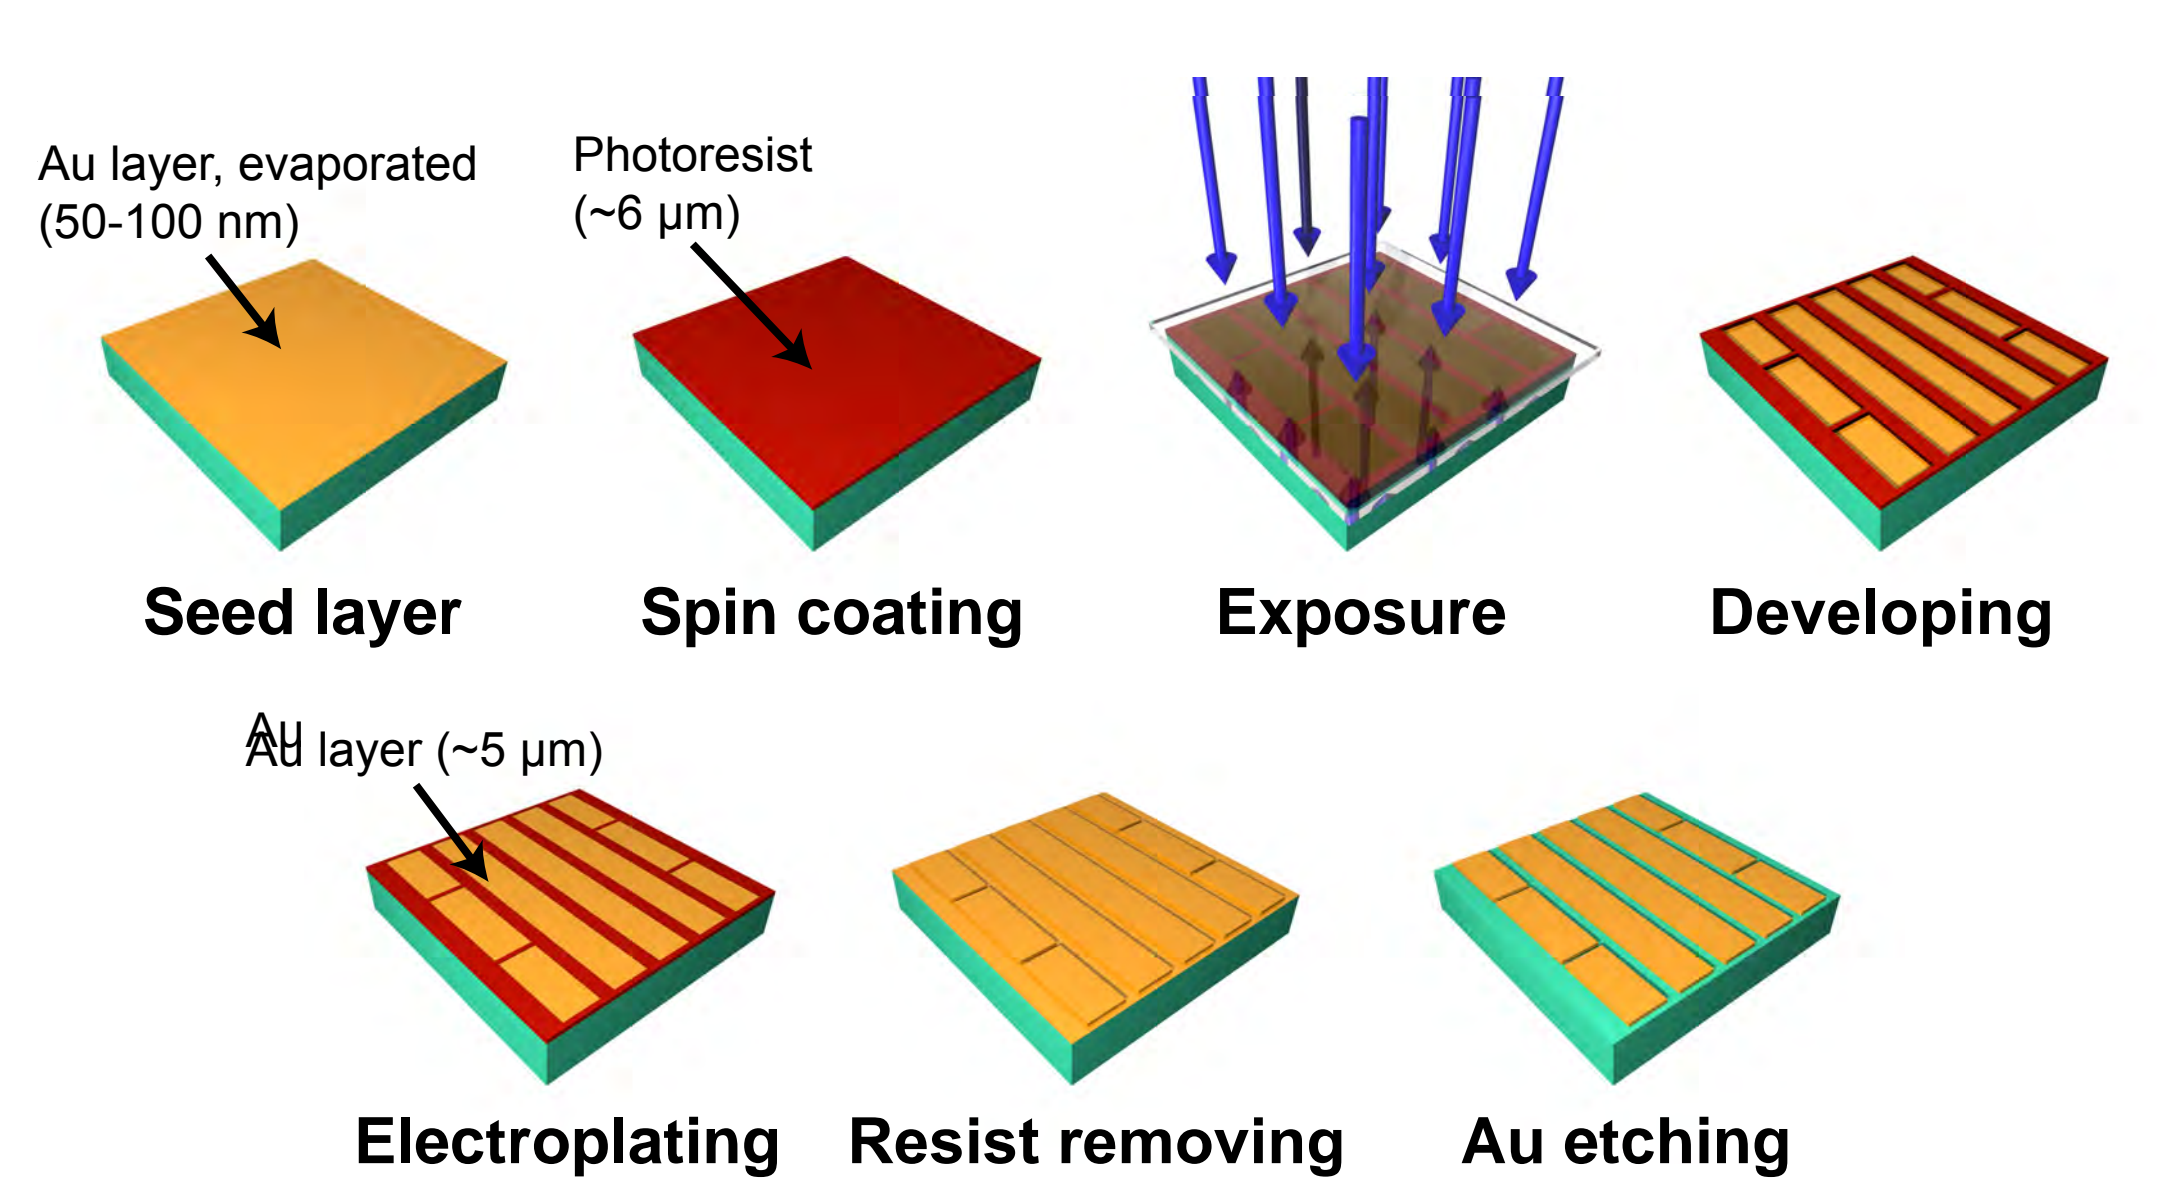 Au layer, evaporated
(50-100 nm)
Photoresist
(~6 µm)
Seed layer
Spin coating
Exposure
Developing
Au
Au layer (~5 µm)
Electroplating
Resist removing
Au etching